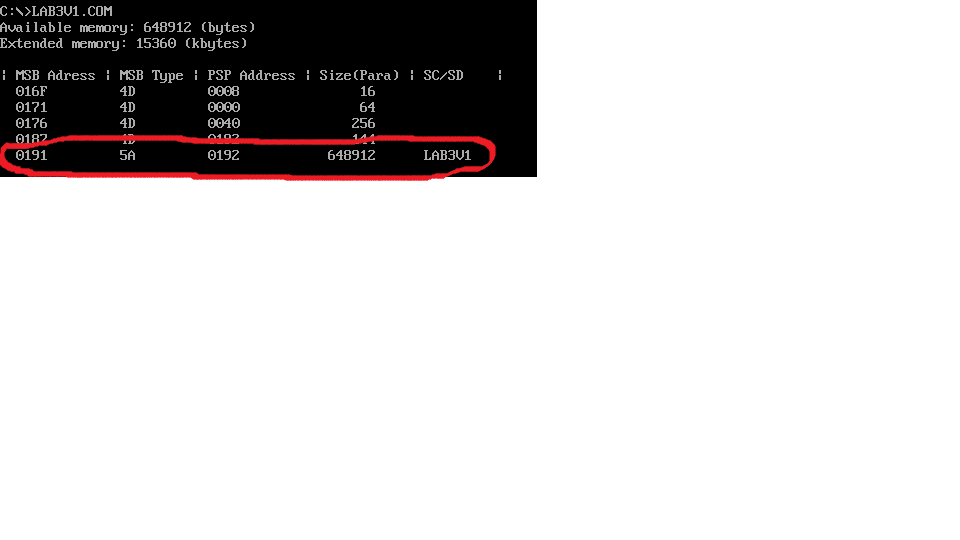 C:\>LAB3V1.COM
Available memory: 648912 (bytes)
Extended memory: 15360 (kbytes)
| MSB Adress | MSB Type | PSP Address | Size(Para) | SC/SD |
016F 4D 0008 16
0171 4D 0000 64
0176 4D 0040 256
0187 4D 0192 144
0191 5A 0192 648912 LAB3V1